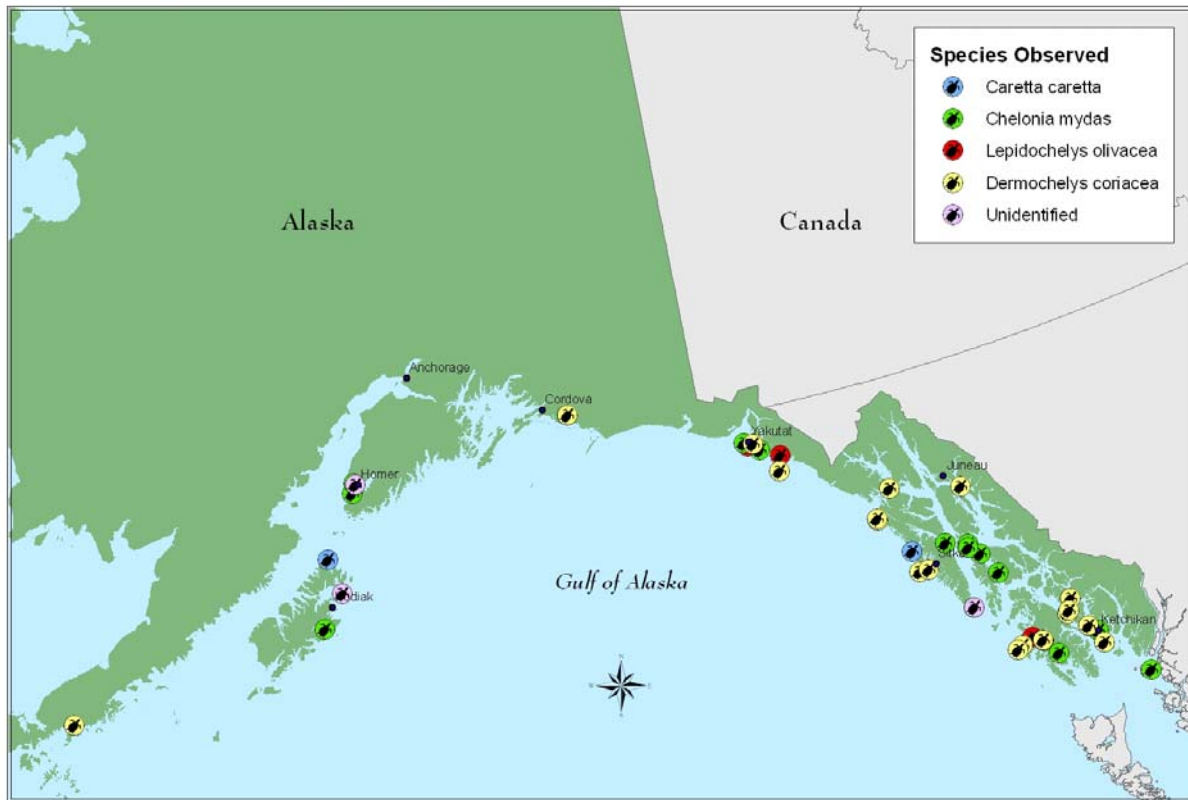 Species Observed
Caretta caretta
Chelonia mydas
Lepidochelys olivacea
Dermochelys coriacea
Unidentified
Alaska
Canada
Anchorage
Cordova
Yakutat
Homer
Juneau
Gulf of Alaska
Kodiak
Ketchikan
N